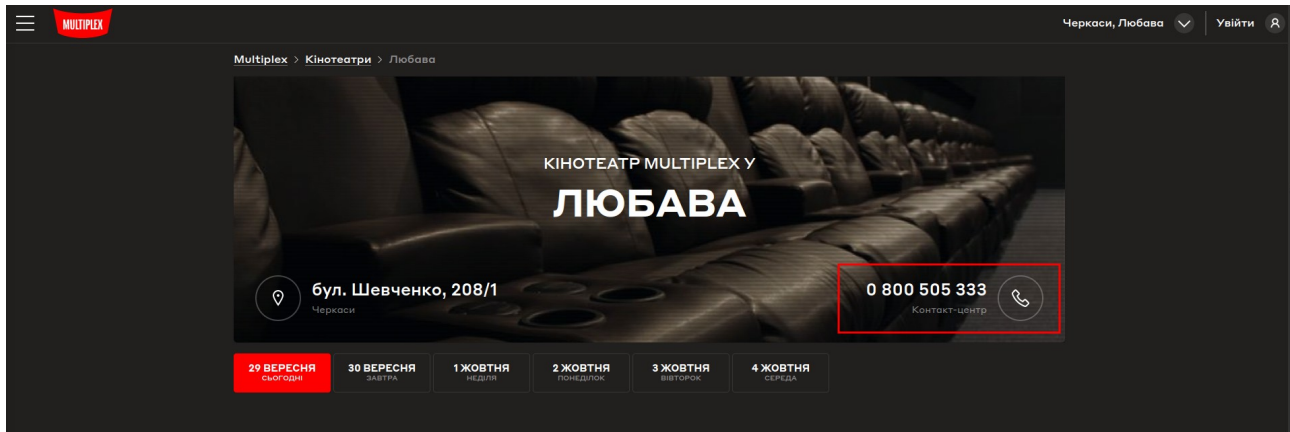 MULTIPLEX
Черкаси, Любава
Увійти
Multiplex > Кінотеатри > Любава
КІНОТЕАТР MULTIPLEX У
ЛЮБАВА
бул. Шевченко, 208/1
Черкаси
0 800 505 333
Контакт-центр
29 ВЕРЕСНЯ
СЬОГОДНІ
30 ВЕРЕСНЯ
ЗАВТРА
1 ЖОВТНЯ
НЕДІЛЯ
2 ЖОВТНЯ
ПОНЕДІЛОК
3 ЖОВТНЯ
ВІВТОРОК
4 ЖОВТНЯ
СЕРЕДА